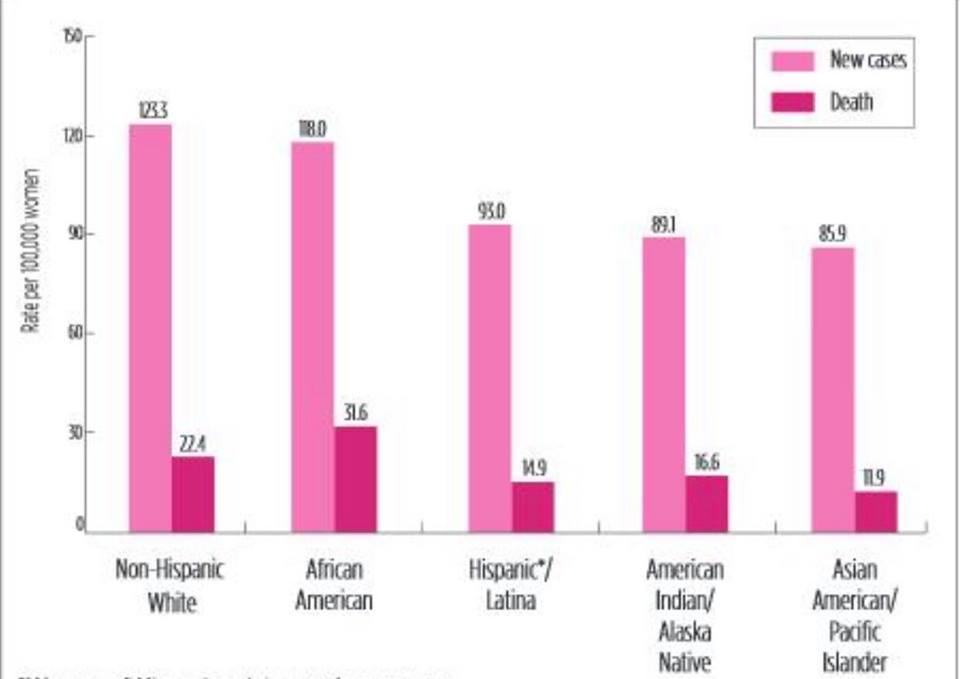 150
120
90
60
30
0
Rate per 100,000 women
New cases
Death
123.3
22.4
118.0
31.6
93.0
14.9
89.1
16.6
85.9
11.9
Non-Hispanic
White
African
American
Hispanic*/
Latina
American
Indian/
Alaska
Native
Asian
American/
Pacific
Islander